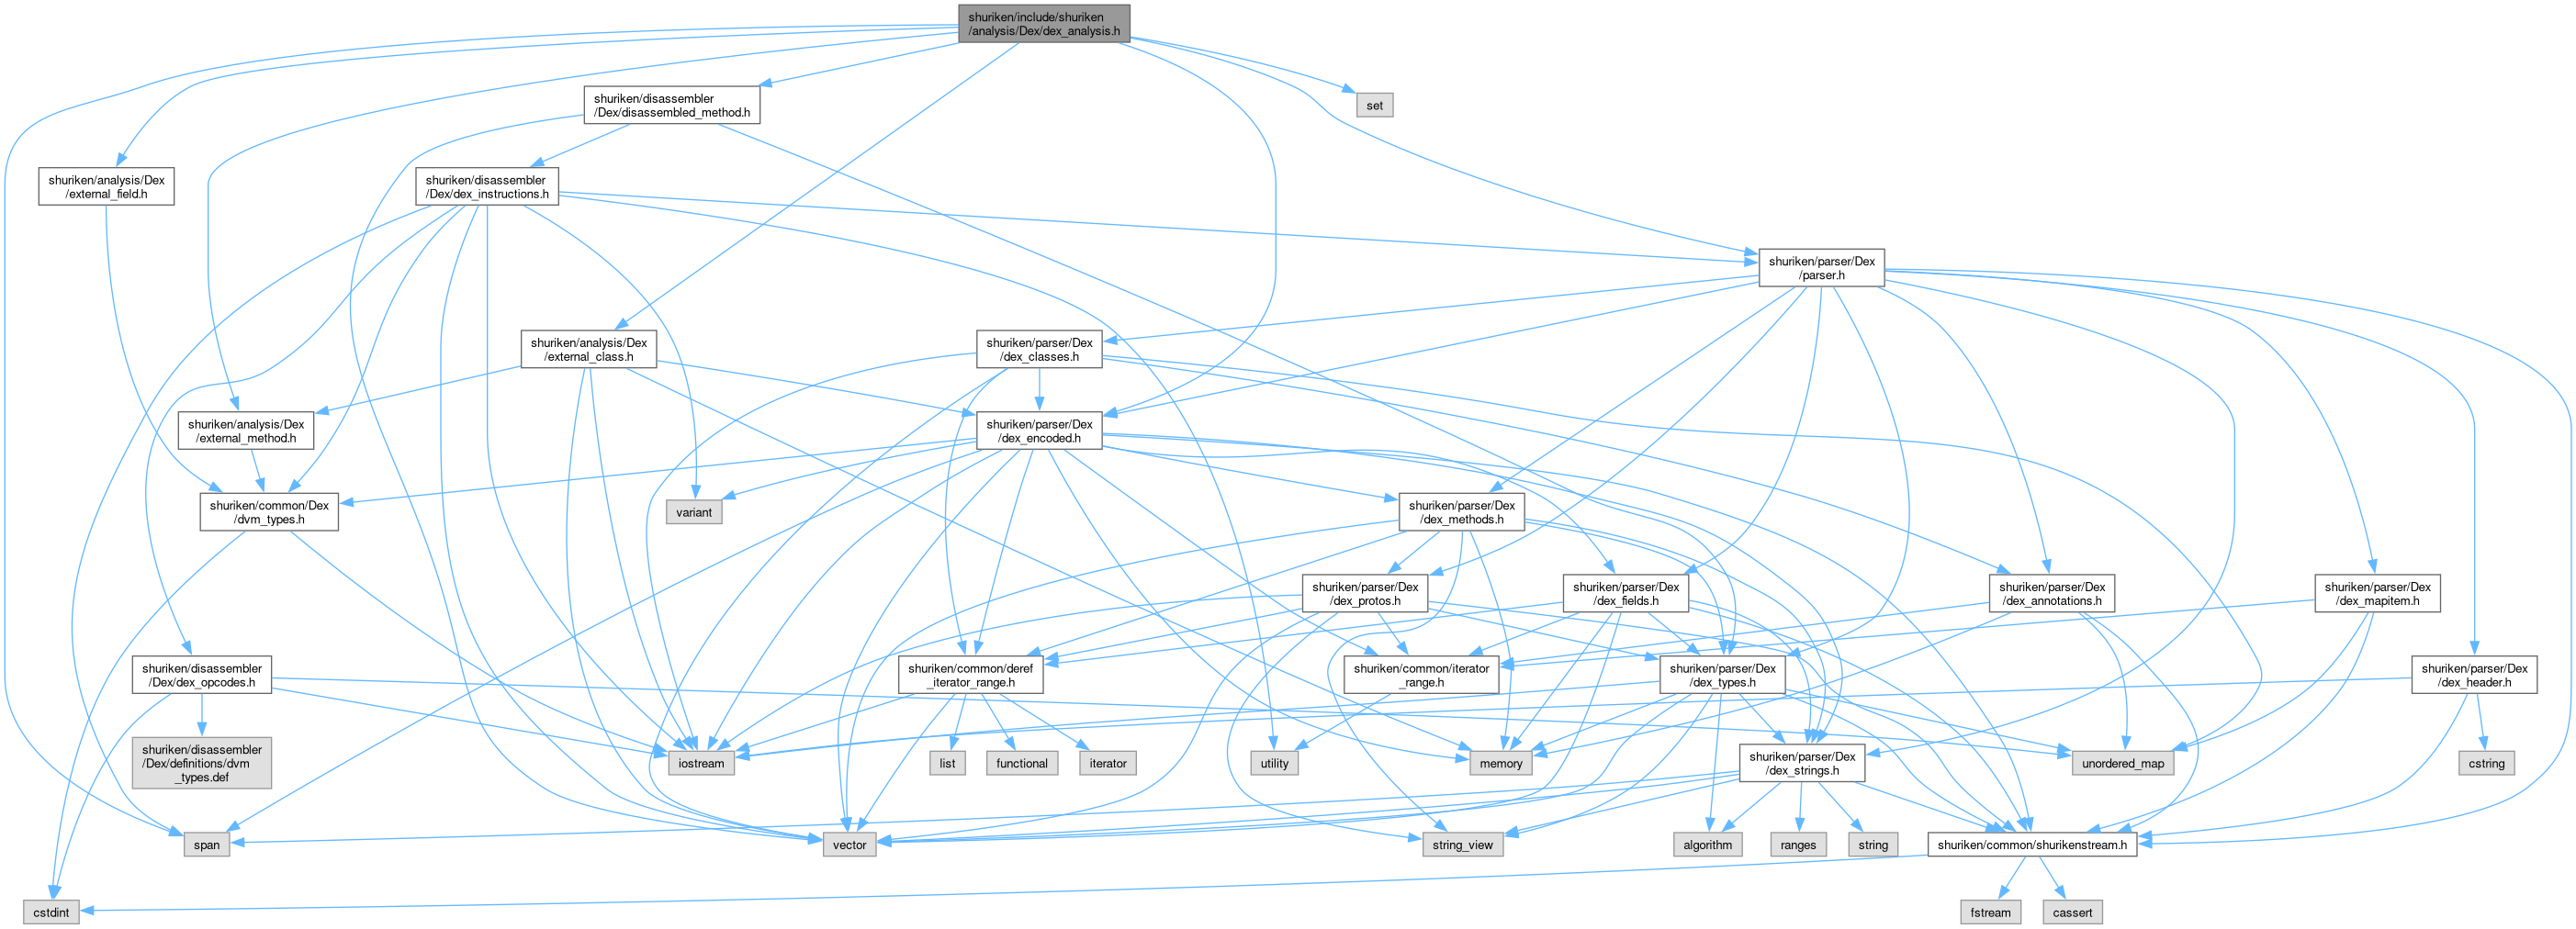 shuriken/include/shuriken
/analysis/Dex/dex_analysis.h
shuriken/disassembler
/Dex/disassembled_method.h
set
shuriken/analysis/Dex
/external_field.h
shuriken/disassembler
/Dex/dex_instructions.h
shuriken/parser/Dex
/parser.h
shuriken/analysis/Dex
/external_class.h
shuriken/parser/Dex
/dex_classes.h
shuriken/analysis/Dex
/external_method.h
shuriken/parser/Dex
/dex_encoded.h
shuriken/common/Dex
/dvm_types.h
variant
shuriken/parser/Dex
/dex_methods.h
shuriken/parser/Dex
/dex_protos.h
shuriken/parser/Dex
/dex_fields.h
shuriken/parser/Dex
/dex_annotations.h
shuriken/parser/Dex
/dex_mapitem.h
shuriken/disassembler
/Dex/dex_opcodes.h
shuriken/common/deref
_iterator_range.h
shuriken/common/iterator
_range.h
shuriken/parser/Dex
/dex_types.h
shuriken/parser/Dex
/dex_header.h
shuriken/disassembler
/Dex/definitions/dvm
_types.def
iostream
list
functional
iterator
utility
memory
shuriken/parser/Dex
/dex_strings.h
unordered_map
cstring
span
vector
string_view
algorithm
ranges
string
shuriken/common/shurikenstream.h
cstdint
fstream
cassert